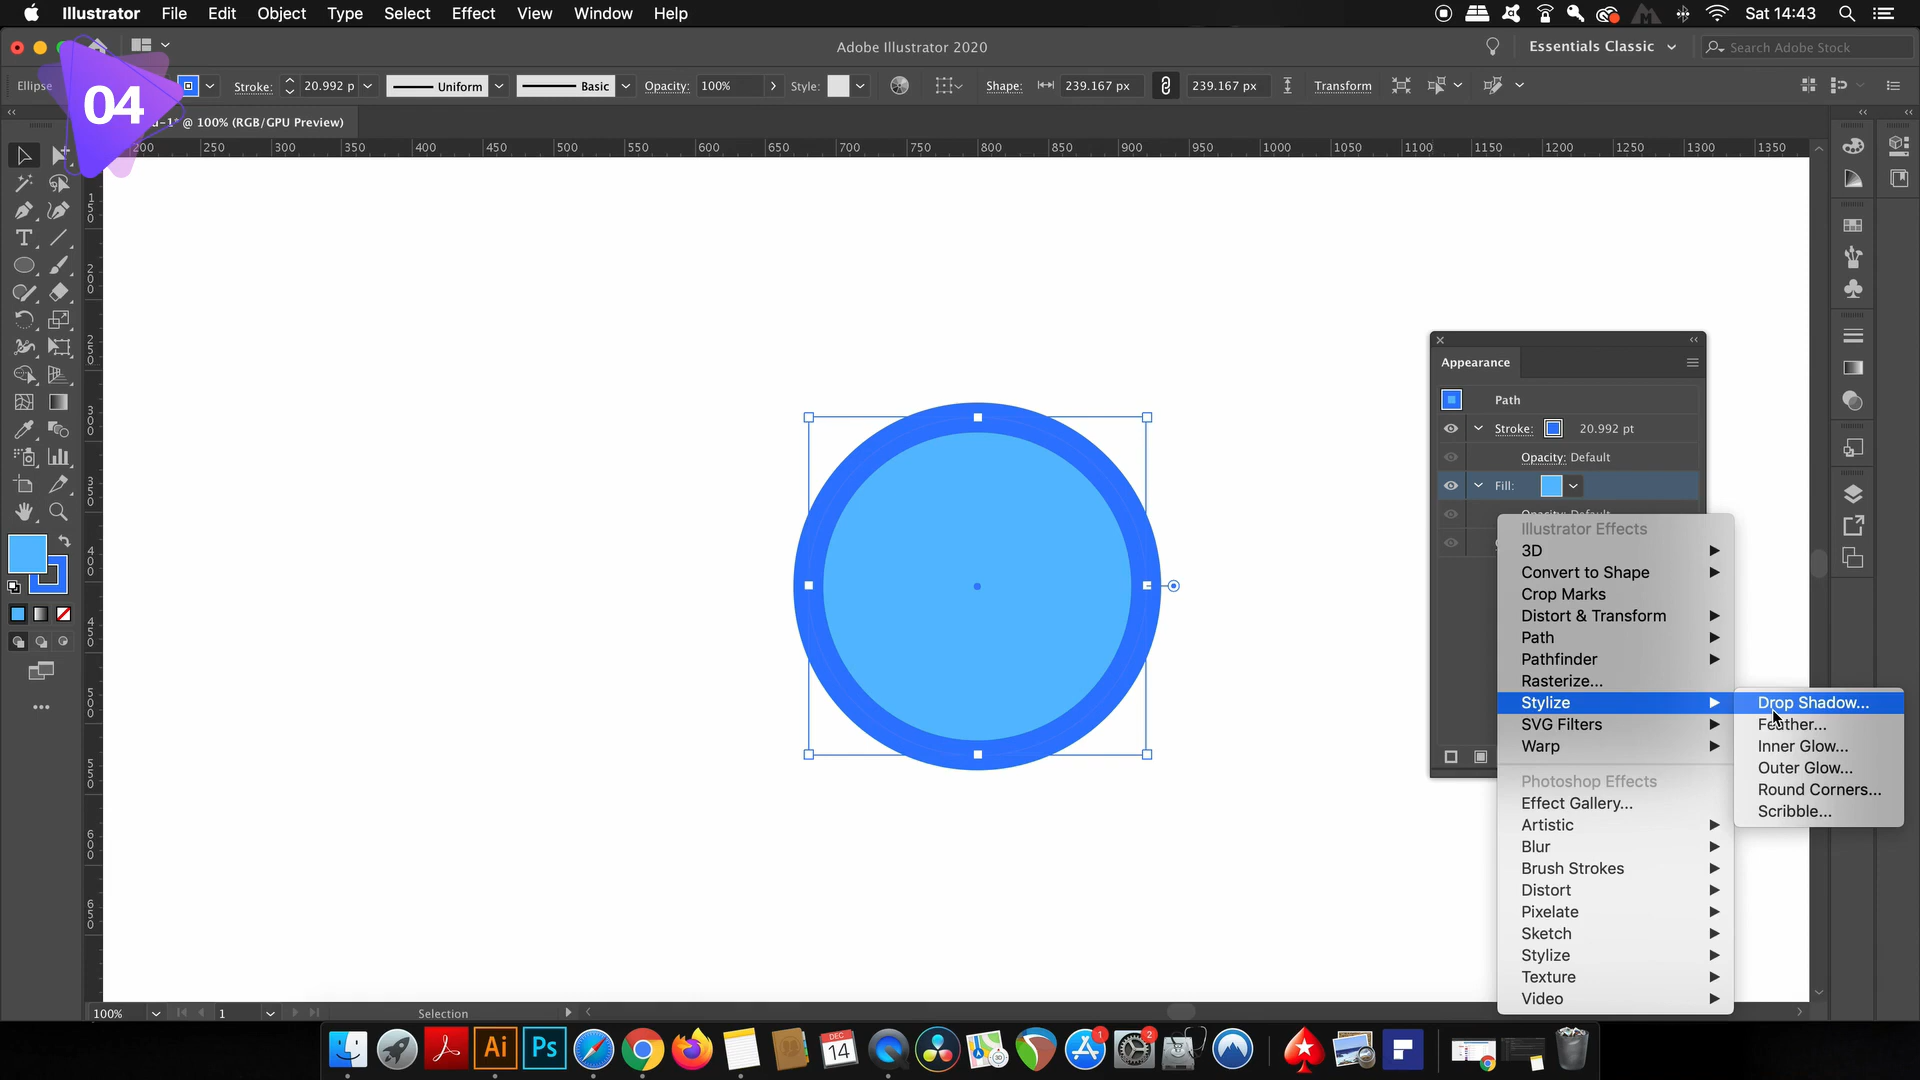 Illustrator File Edit Object Type Select Effect View Window Help Sat 14:43
Adobe Illustrator 2020 Essentials Classic Search Adobe Stock
Ellipse Stroke: 20.992 p Uniform Basic Opacity: 100% Style: Shape: 239.167 px 239.167 px Transform
04
-1* @ 100% (RGB/GPU Preview)
200 250 300 350 400 450 500 550 600 650 700 750 800 850 900 950 1000 1050 1100 1150 1200 1250 1300 1350
150
200
250
300
350
400
450
500
550
600
650
Appearance
Path
Stroke: 20.992 pt
Opacity: Default
Fill:
Opacity: Default
Illustrator Effects
3D
Convert to Shape
Crop Marks
Distort & Transform
Path
Pathfinder
Rasterize...
Stylize
SVG Filters
Warp
Photoshop Effects
Effect Gallery...
Artistic
Blur
Brush Strokes
Distort
Pixelate
Sketch
Stylize
Texture
Video
Drop Shadow...
Feather...
Inner Glow...
Outer Glow...
Round Corners...
Scribble...
100% 1 Selection
Ai Ps DEC 14 1 2